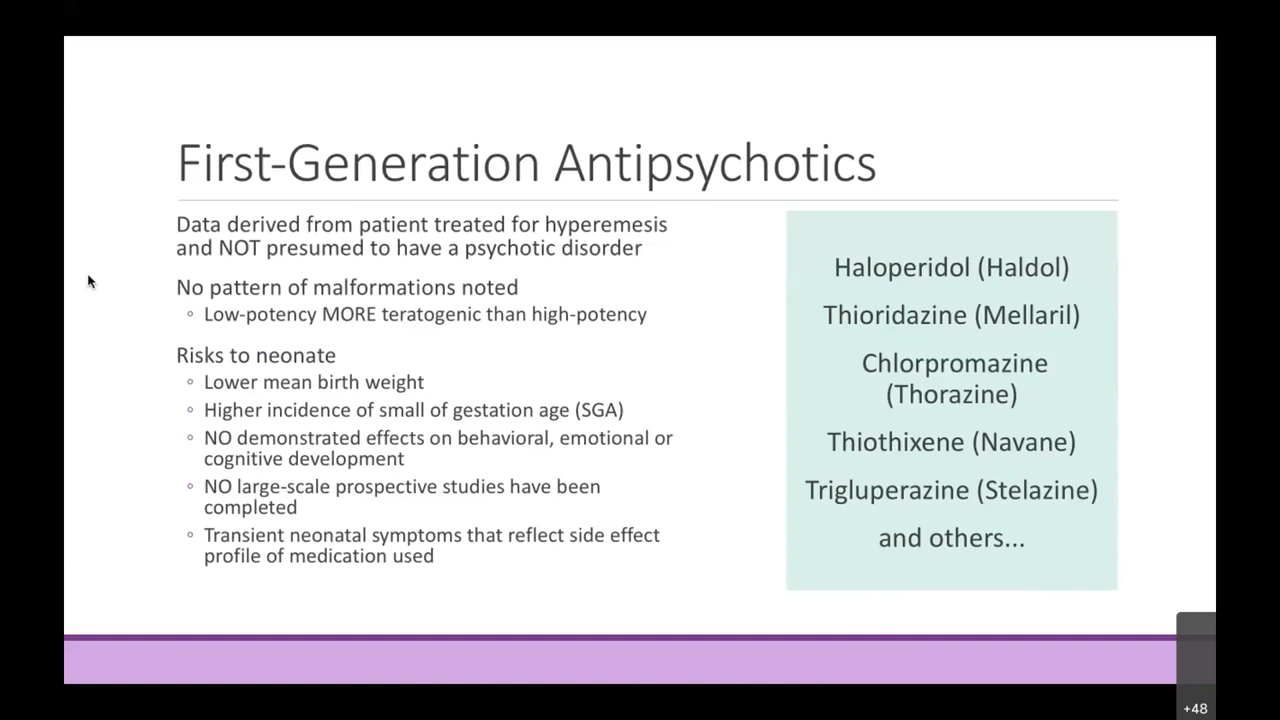 First-Generation Antipsychotics
Data derived from patient treated for hyperemesis
and NOT presumed to have a psychotic disorder
No pattern of malformations noted
◦ Low-potency MORE teratogenic than high-potency
Risks to neonate
◦ Lower mean birth weight
◦ Higher incidence of small of gestation age (SGA)
◦ NO demonstrated effects on behavioral, emotional or
cognitive development
◦ NO large-scale prospective studies have been
completed
◦ Transient neonatal symptoms that reflect side effect
profile of medication used
Haloperidol (Haldol)
Thioridazine (Mellaril)
Chlorpromazine
(Thorazine)
Thiothixene (Navane)
Trigluperazine (Stelazine)
and others...
+48